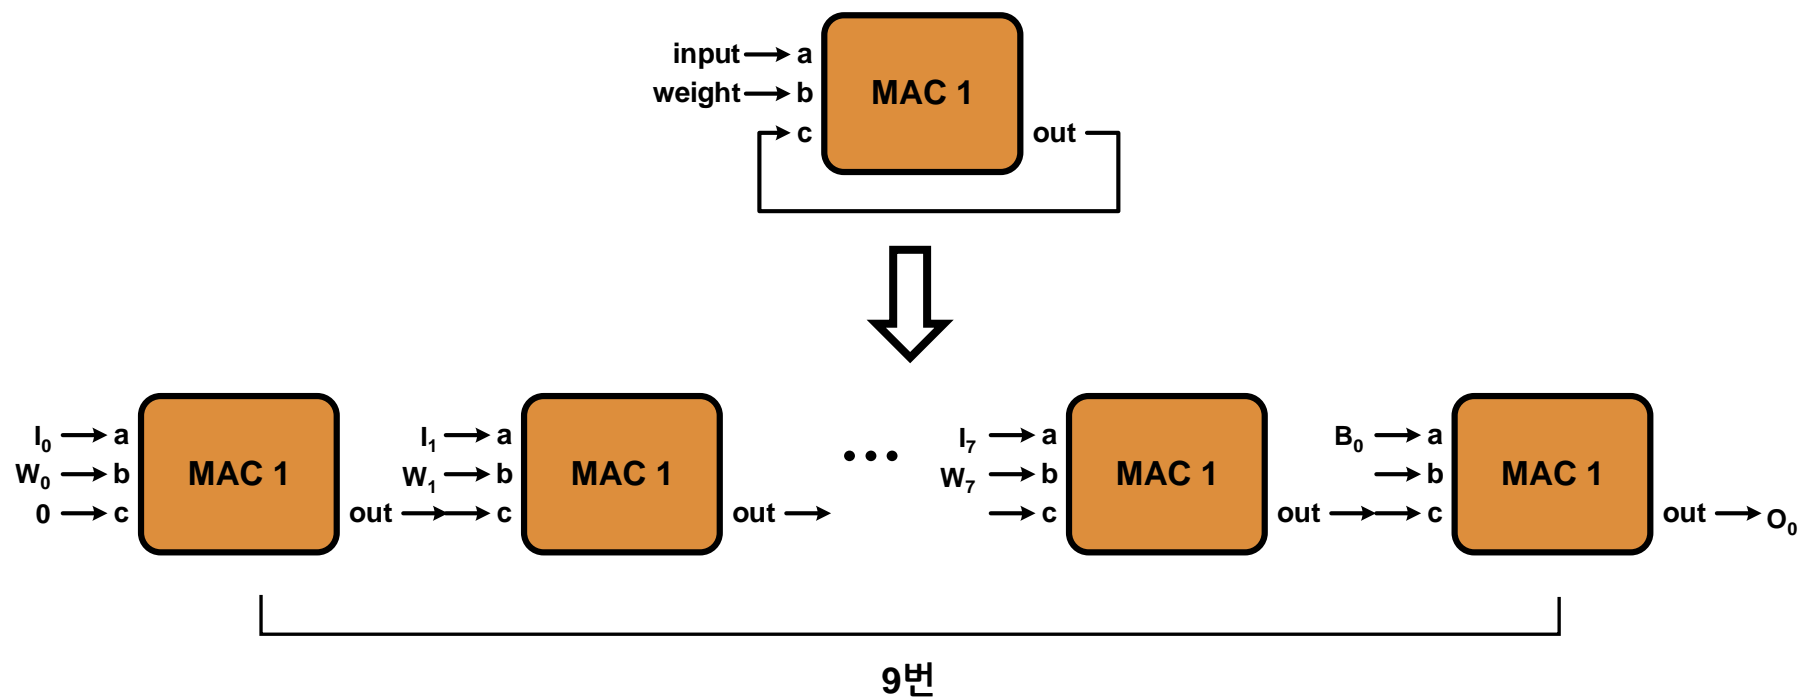 input a
weight b
MAC 1
c
out
I₀ a
W₀ b
0 c
MAC 1
out
I₁ a
W₁ b
c
MAC 1
out
•••
I₇ a
W₇ b
c
MAC 1
out
B₀ a
b
c
MAC 1
out
O₀
9번